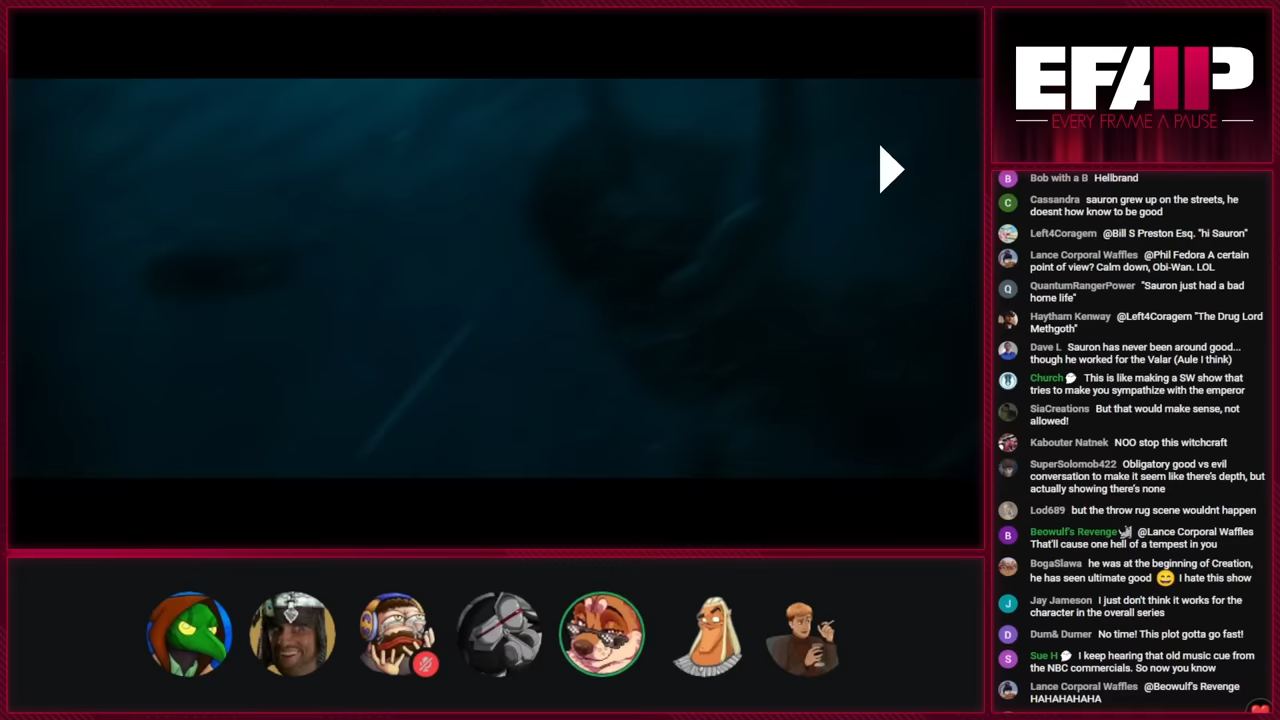 EFAP
EVERY FRAME A PAUSE
Bob with a B Hellbrand
Cassandra sauron grew up on the streets, he
doesnt how know to be good
Left4Coragem @Bill S Preston Esq. "hi Sauron"
Lance Corporal Waffles @Phil Fedora A certain
point of view? Calm down, Obi-Wan. LOL
QuantumRangerPower "Sauron just had a bad
home life"
Haytham Kenway @Left4Coragem "The Drug Lord
Methgoth"
Dave L Sauron has never been around good...
though he worked for the Valar (Aule I think)
Church This is like making a SW show that
tries to make you sympathize with the emperor
SiaCreations But that would make sense, not
allowed!
Kabouter Natnek NOO stop this witchcraft
SuperSolomob422 Obligatory good vs evil
conversation to make it seem like there's depth, but
actually showing there's none
Lod689 but the throw rug scene wouldnt happen
Beowulf's Revenge @Lance Corporal Waffles
That'll cause one hell of a tempest in you
BogaSlawa he was at the beginning of Creation,
he has seen ultimate good 😄 I hate this show
Jay Jameson I just don't think it works for the
character in the overall series
Dum& Dumer No time! This plot gotta go fast!
Sue H I keep hearing that old music cue from
the NBC commercials. So now you know
Lance Corporal Waffles @Beowulf's Revenge
HAHAHAHAHA